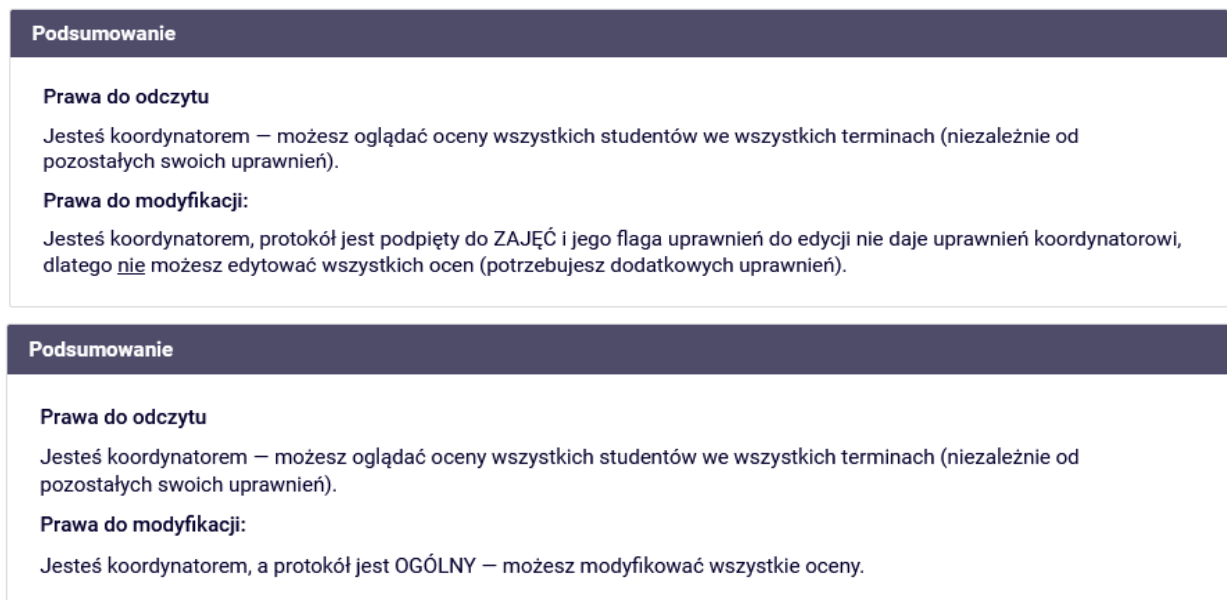 Podsumowanie
Prawa do odczytu
Jesteś koordynatorem — możesz oglądać oceny wszystkich studentów we wszystkich terminach (niezależnie od
pozostałych swoich uprawnień).
Prawa do modyfikacji:
Jesteś koordynatorem, protokół jest podpięty do ZAJĘĆ i jego flaga uprawnień do edycji nie daje uprawnień koordynatorowi,
dlatego nie możesz edytować wszystkich ocen (potrzebujesz dodatkowych uprawnień).
Podsumowanie
Prawa do odczytu
Jesteś koordynatorem — możesz oglądać oceny wszystkich studentów we wszystkich terminach (niezależnie od
pozostałych swoich uprawnień).
Prawa do modyfikacji:
Jesteś koordynatorem, a protokół jest OGÓLNY — możesz modyfikować wszystkie oceny.